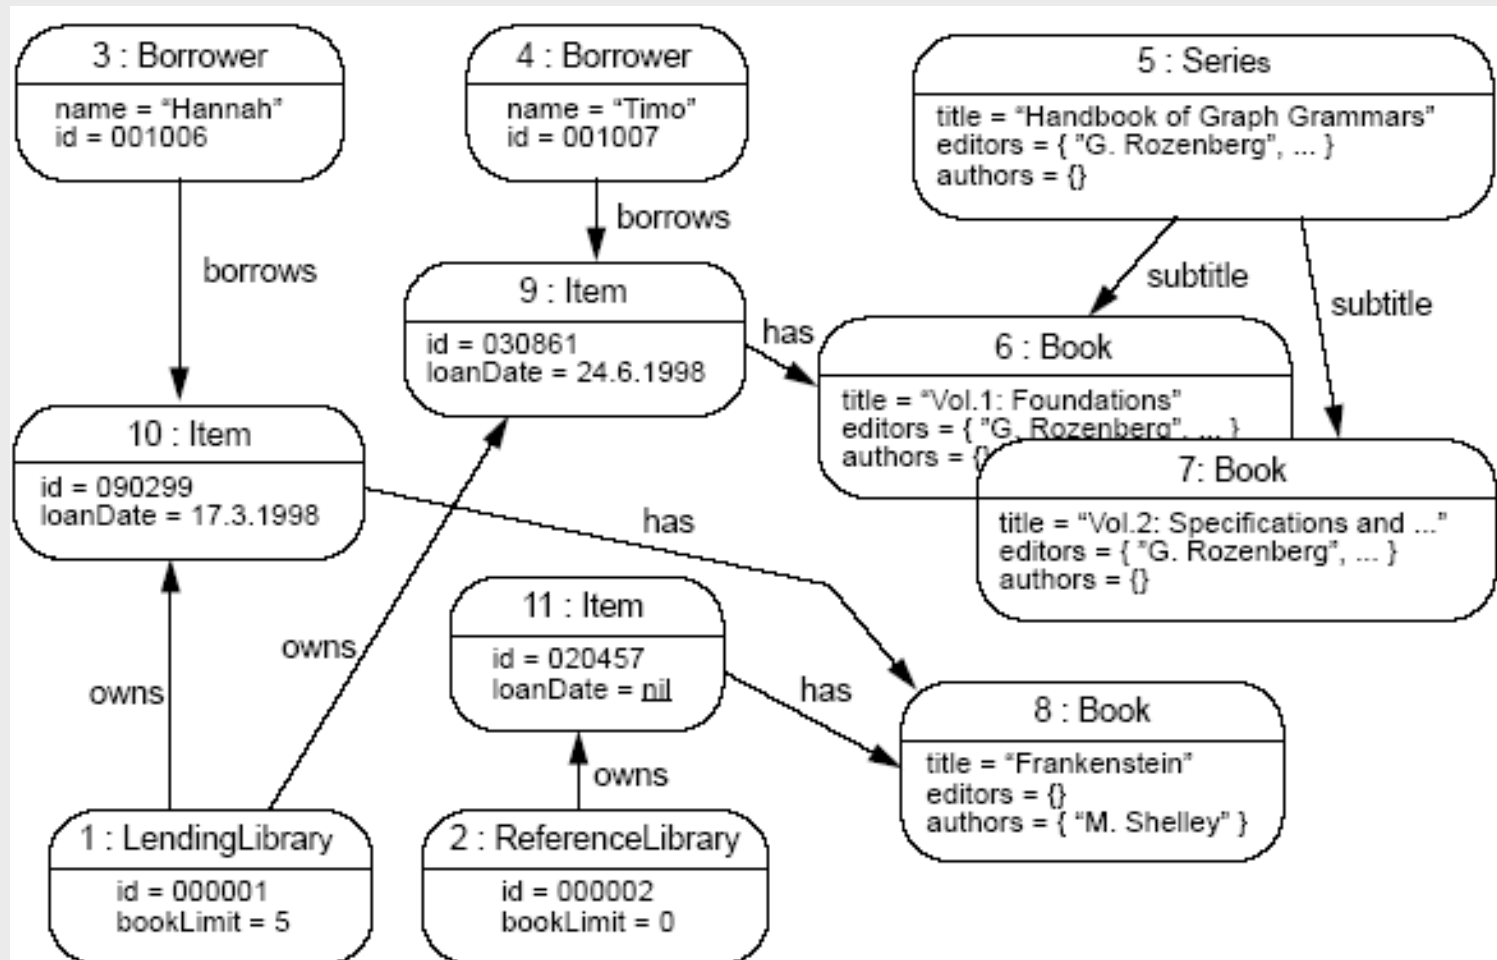 3 : Borrower
name = “Hannah”
id = 001006
4 : Borrower
name = “Timo”
id = 001007
5 : Series
title = “Handbook of Graph Grammars”
editors = { ”G. Rozenberg”, ... }
authors = {}
borrows
borrows
subtitle
subtitle
9 : Item
id = 030861
loanDate = 24.6.1998
has
6 : Book
title = “Vol.1: Foundations”
editors = { ”G. Rozenberg”, ... }
authors = {}
10 : Item
id = 090299
loanDate = 17.3.1998
7: Book
title = “Vol.2: Specifications and ...”
editors = { ”G. Rozenberg”, ... }
authors = {}
has
11 : Item
id = 020457
loanDate = nil
owns
owns
has
8 : Book
title = “Frankenstein”
editors = {}
authors = { “M. Shelley” }
owns
1 : LendingLibrary
id = 000001
bookLimit = 5
2 : ReferenceLibrary
id = 000002
bookLimit = 0